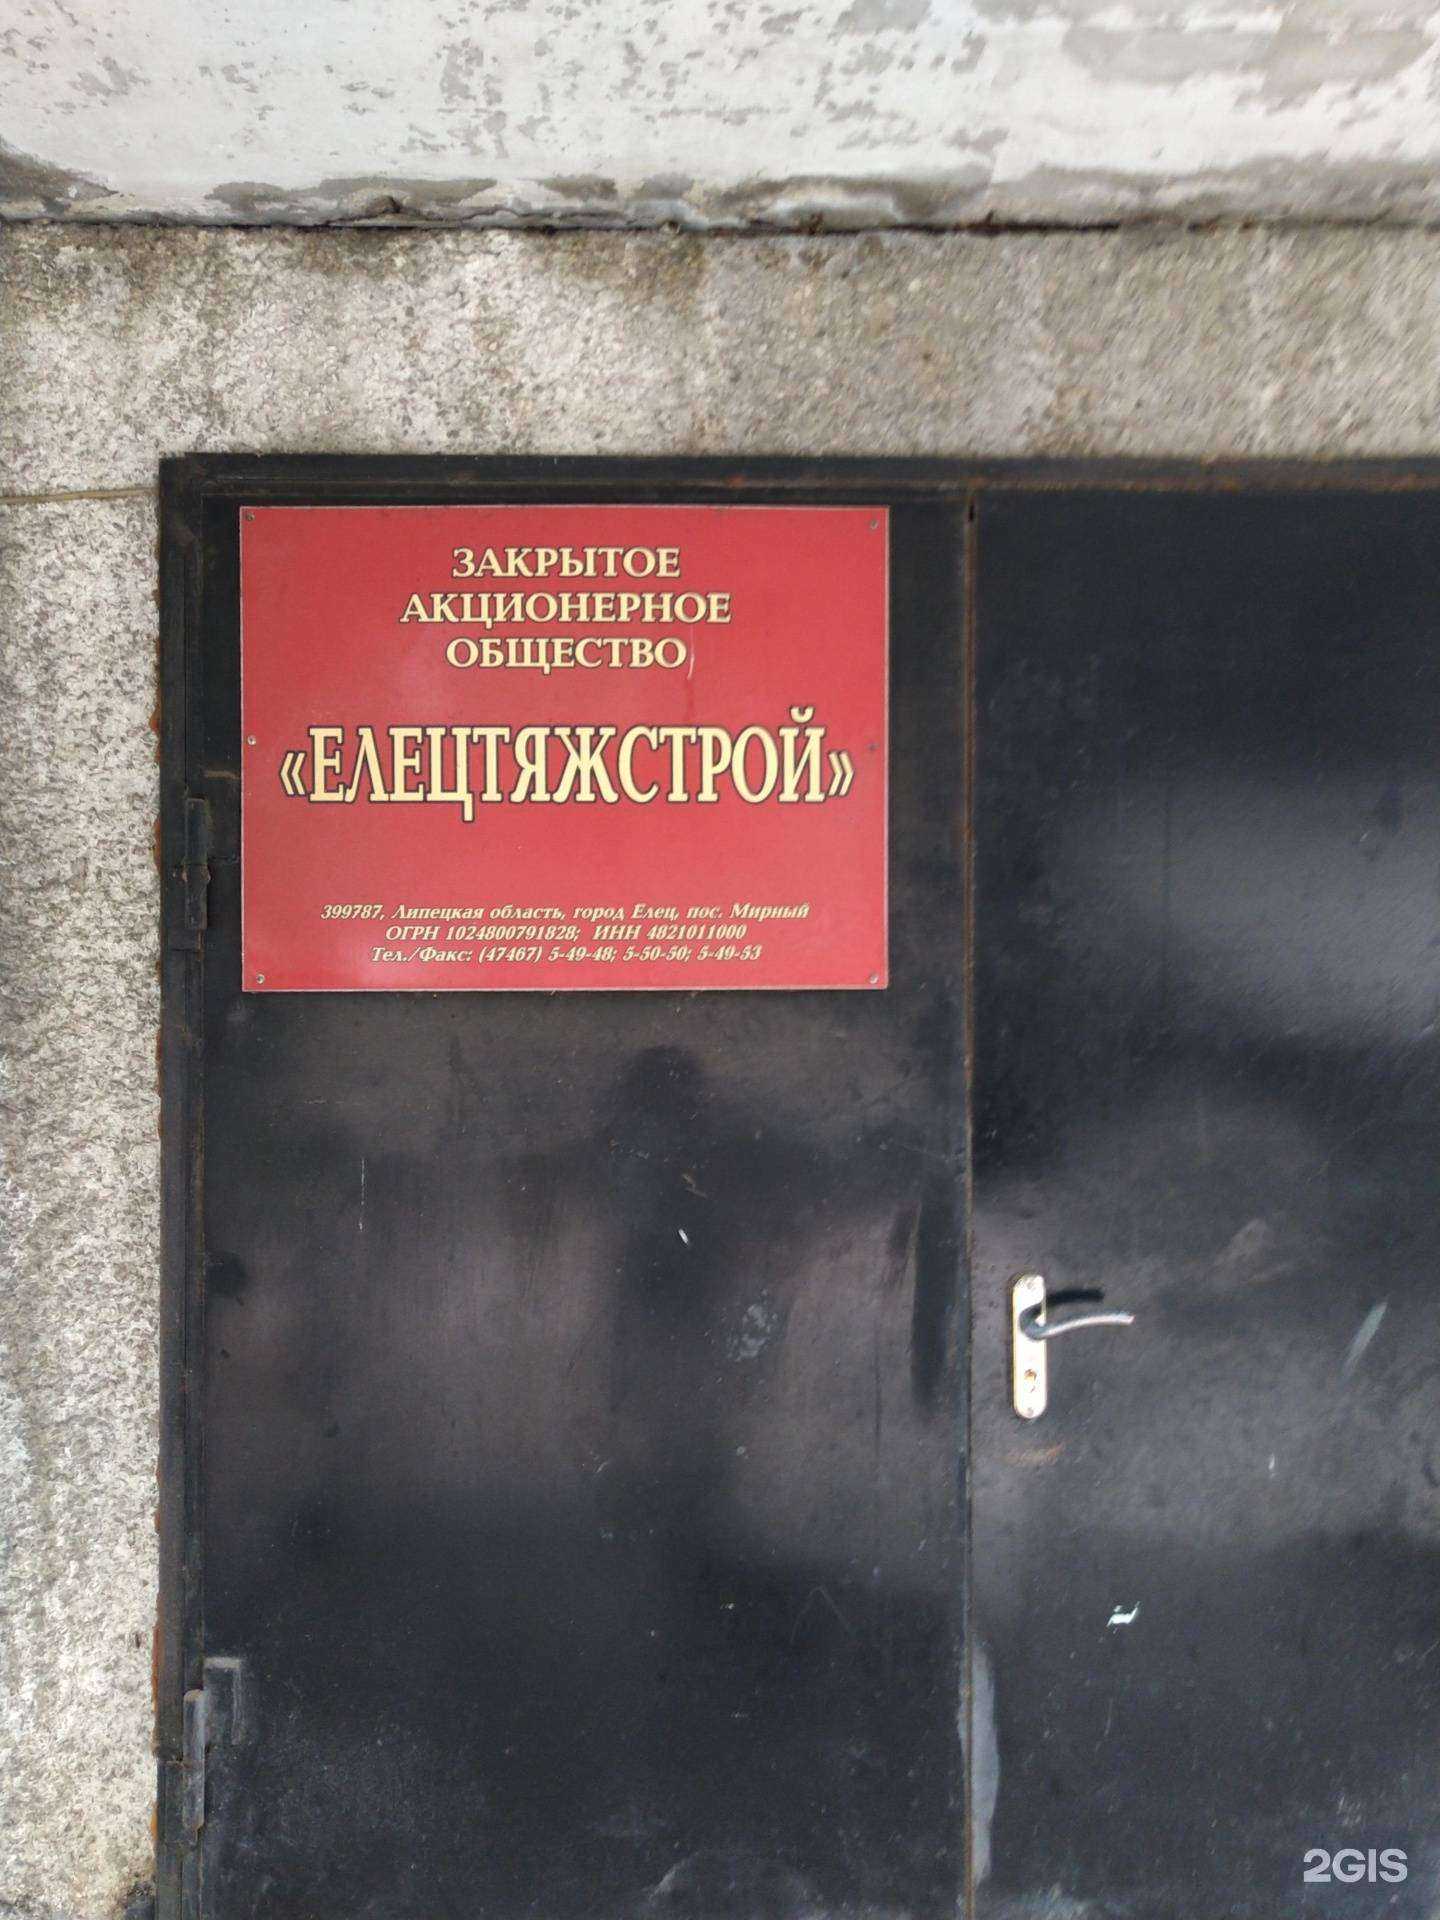 ЗАКРЫТОЕ
АКЦИОНЕРНОЕ
ОБЩЕСТВО
«ЕЛЕЦТЯЖСТРОЙ»
399787, Липецкая область, город Елец, пос. Мирный
ОГРН 1024800791828; ИНН 4821011000
Тел./Факс: (47467) 5-49-48; 5-50-50; 5-49-53
2GIS